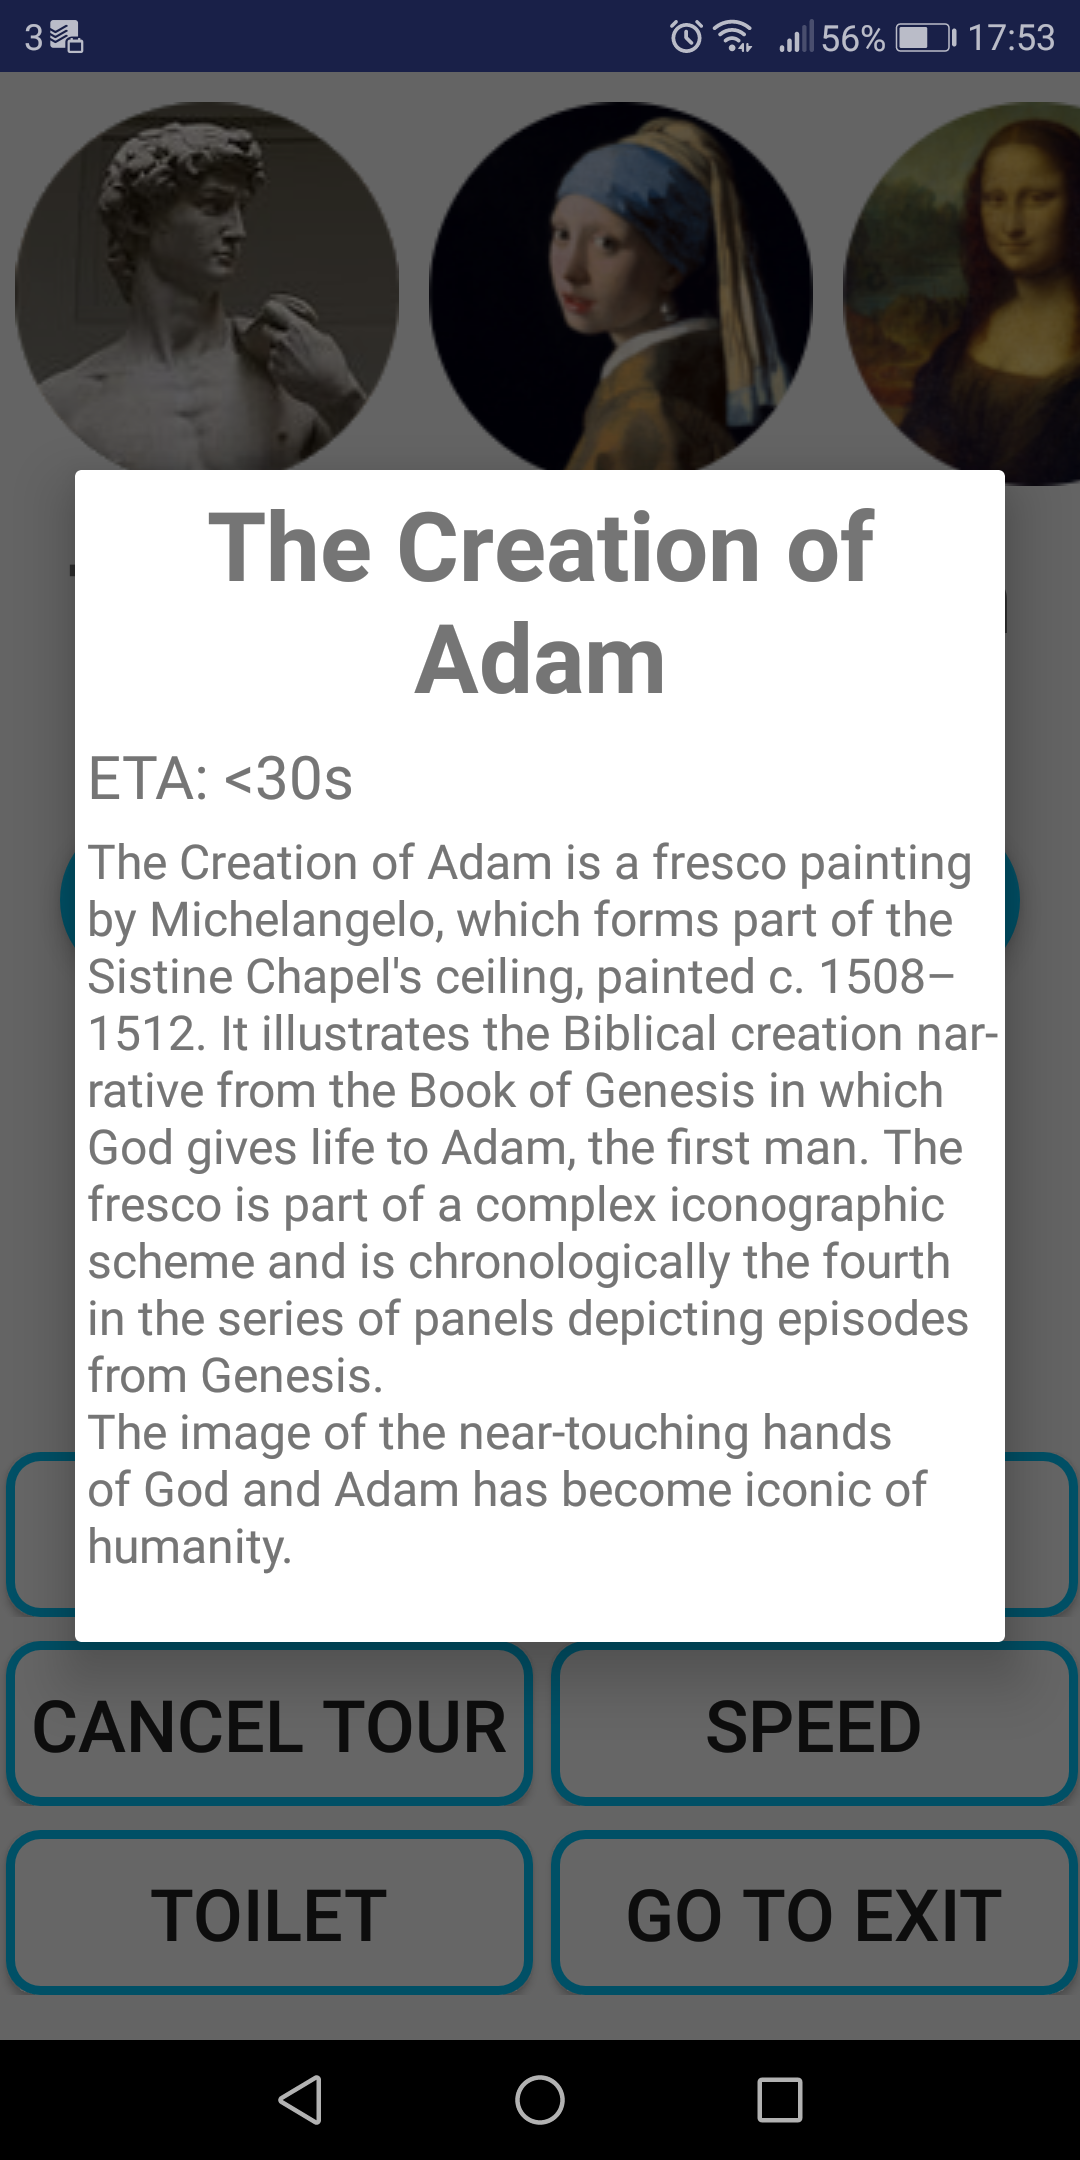 3 56% 17:53
The Creation of
Adam
ETA: <30s
The Creation of Adam is a fresco painting
by Michelangelo, which forms part of the
Sistine Chapel's ceiling, painted c. 1508–
1512. It illustrates the Biblical creation nar-
rative from the Book of Genesis in which
God gives life to Adam, the first man. The
fresco is part of a complex iconographic
scheme and is chronologically the fourth
in the series of panels depicting episodes
from Genesis.
The image of the near-touching hands
of God and Adam has become iconic of
humanity.
CANCEL TOUR
SPEED
TOILET
GO TO EXIT